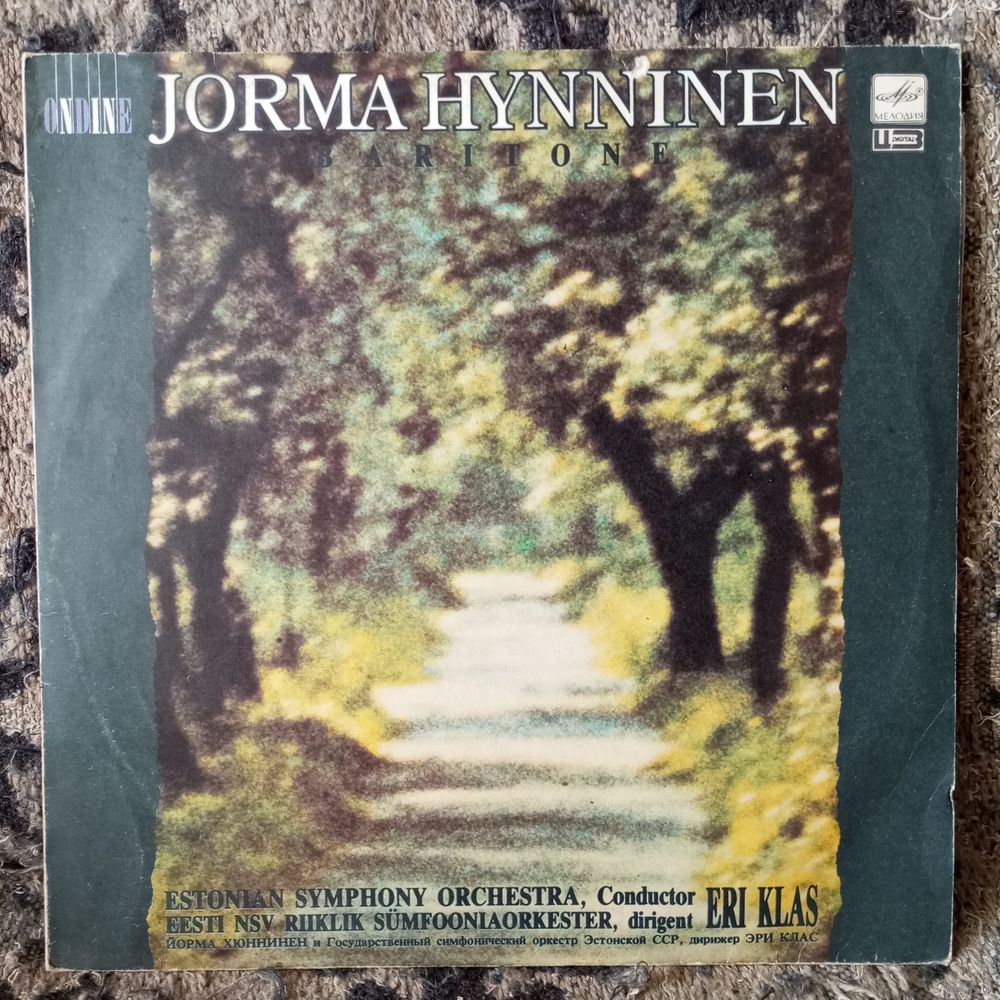 ONDINE
JORMA HYNNINEN
BARITONE
МЕЛОДИЯ
DIGITAL
ESTONIAN SYMPHONY ORCHESTRA, Conductor ERI KLAS
EESTI NSV RIIKLIK SÜMFOONIAORKESTER, dirigent
ЙОРМА ХЮННИНЕН и Государственный симфонический оркестр Эстонской ССР, дирижер ЭРИ КЛАС